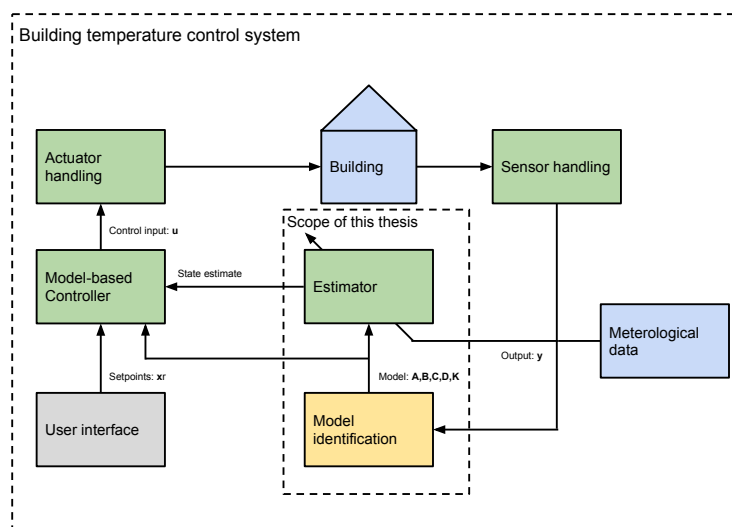 Building temperature control system
Actuator
handling
Building
Sensor handling
Scope of this thesis
Control input: u
Model-based
Controller
State estimate
Estimator
Meterological
data
Output: y
Setpoints: xr
Model: A,B,C,D,K
User interface
Model
identification